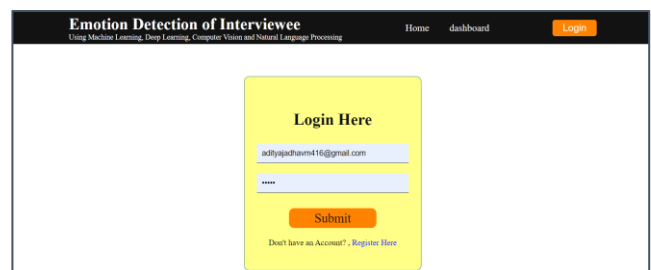 Emotion Detection of Interviewee
Using Machine Learning, Deep Learning, Computer Vision and Natural Language Processing
Home dashboard Login
Login Here
adityajadhavm416@gmail.com
•••••
Submit
Don't have an Account? , Register Here